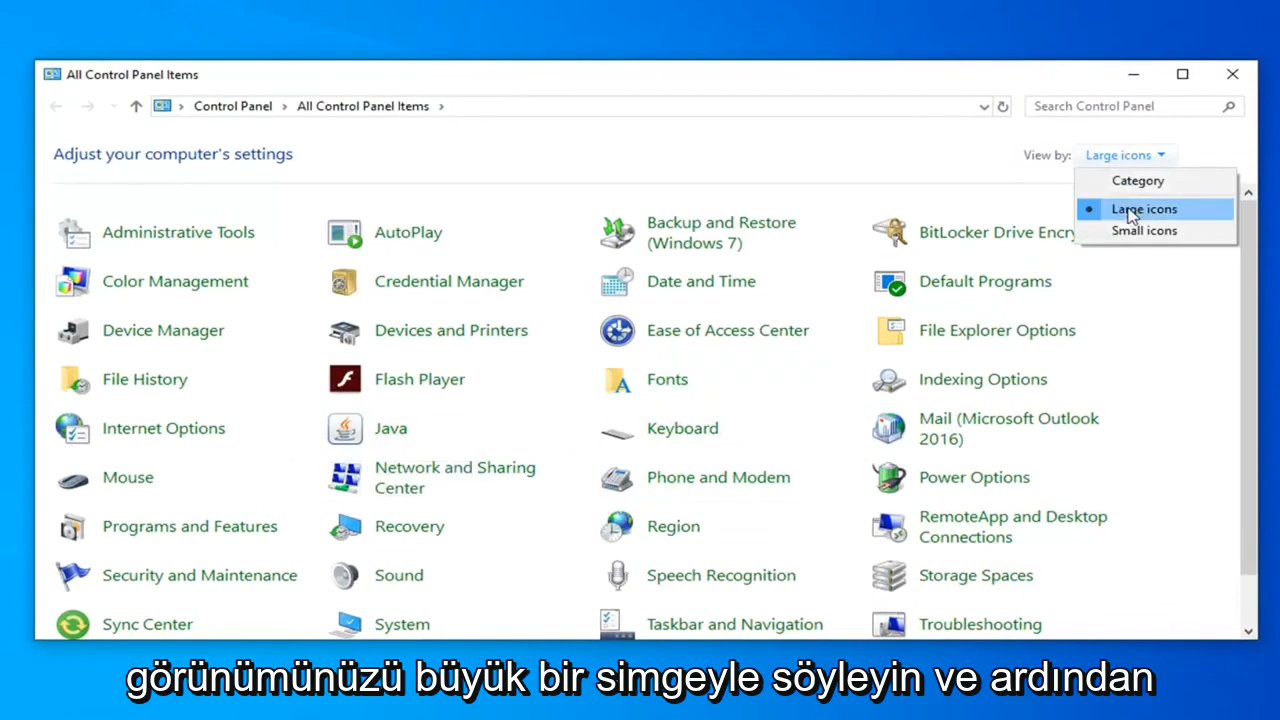 All Control Panel Items
Control Panel > All Control Panel Items >
Search Control Panel
Adjust your computer's settings
View by: Large icons
Category
Large icons
Small icons
Administrative Tools
AutoPlay
Backup and Restore
(Windows 7)
BitLocker Drive Encry
Color Management
Credential Manager
Date and Time
Default Programs
Device Manager
Devices and Printers
Ease of Access Center
File Explorer Options
File History
Flash Player
Fonts
Indexing Options
Internet Options
Java
Keyboard
Mail (Microsoft Outlook
2016)
Mouse
Network and Sharing
Center
Phone and Modem
Power Options
Programs and Features
Recovery
Region
RemoteApp and Desktop
Connections
Security and Maintenance
Sound
Speech Recognition
Storage Spaces
Sync Center
System
Taskbar and Navigation
Troubleshooting
görünümünüzü büyük bir simgeyle söyleyin ve ardından